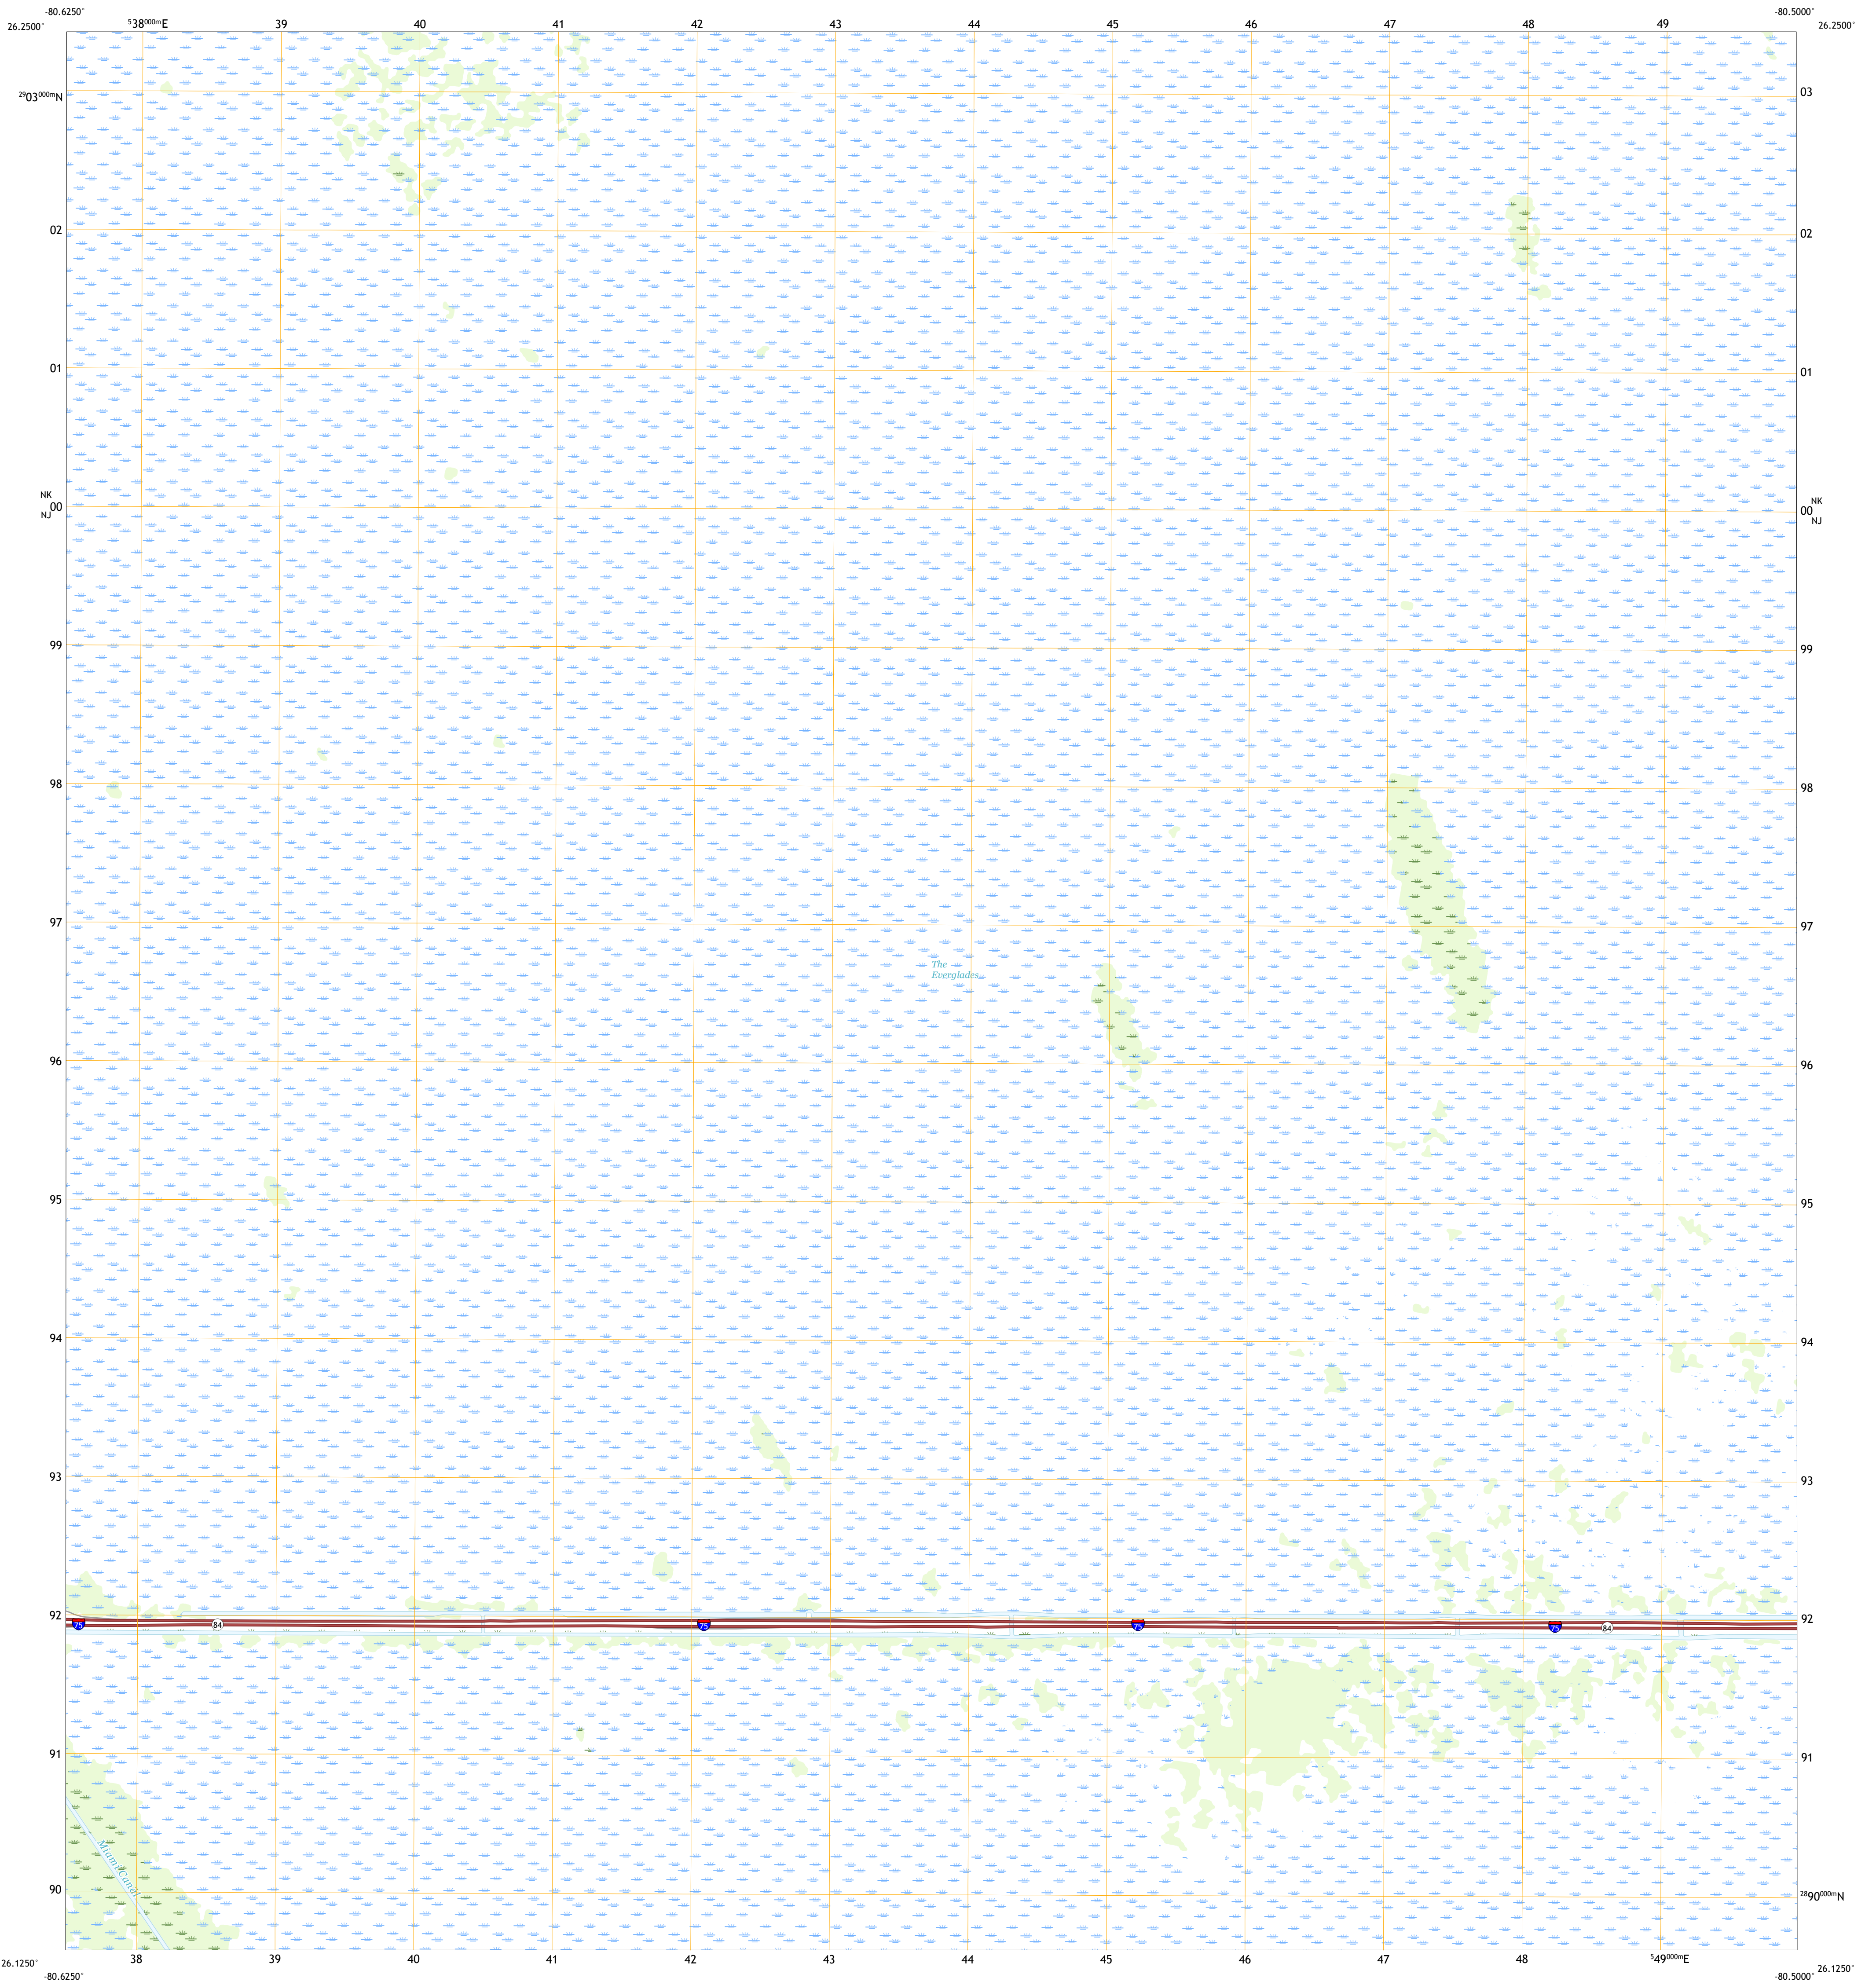 -80.6250° -80.5000°
26.2500° ⁵38⁰⁰⁰ᵐE 39 40 41 42 43 44 45 46 47 48 49 26.2500°
²⁹03⁰⁰⁰ᵐN 03
02 02
01 01
NK NK
00 00
NJ NJ
99 99
98 98
97 97
The
Everglades
96 96
95 95
94 94
93 93
92 92
75 84 75 75 75 84
91 91
Miami Canal
90 ²⁸90⁰⁰⁰ᵐN
26.1250° 38 39 40 41 42 43 44 45 46 47 48 ⁵49⁰⁰⁰ᵐE 26.1250°
-80.6250° -80.5000°